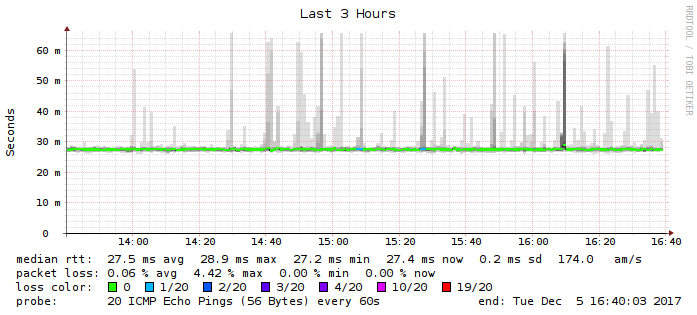 Last 3 Hours
RRDTOOL / TOBI OETIKER
Seconds
60 m
50 m
40 m
30 m
20 m
10 m
0
14:00 14:20 14:40 15:00 15:20 15:40 16:00 16:20 16:40
median rtt: 27.5 ms avg 28.9 ms max 27.2 ms min 27.4 ms now 0.2 ms sd 174.0 am/s
packet loss: 0.06 % avg 4.42 % max 0.00 % min 0.00 % now
loss color: 0 1/20 2/20 3/20 4/20 10/20 19/20
probe: 20 ICMP Echo Pings (56 Bytes) every 60s end: Tue Dec 5 16:40:03 2017